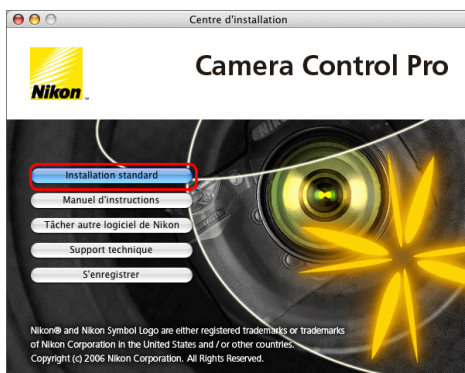 Centre d'installation
Nikon
Camera Control Pro
Installation standard
Manuel d'instructions
Tâcher autre logiciel de Nikon
Support technique
S'enregistrer
Nikon® and Nikon Symbol Logo are either registered trademarks or trademarks
of Nikon Corporation in the United States and / or other countries.
Copyright (c) 2006 Nikon Corporation. All Rights Reserved.